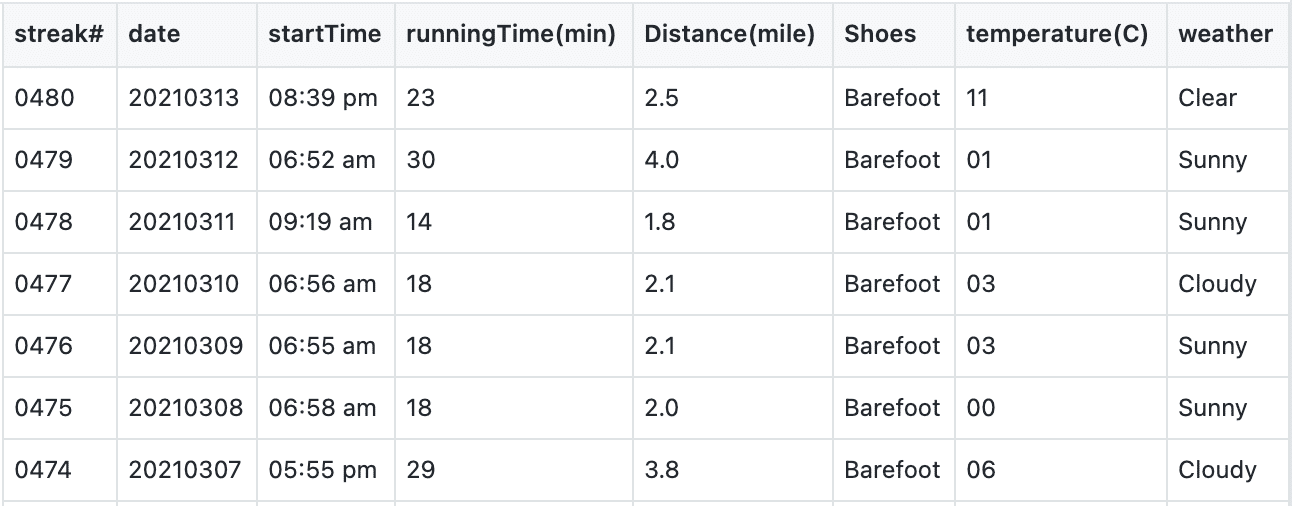 streak# date startTime runningTime(min) Distance(mile) Shoes temperature(C) weather
0480 20210313 08:39 pm 23 2.5 Barefoot 11 Clear
0479 20210312 06:52 am 30 4.0 Barefoot 01 Sunny
0478 20210311 09:19 am 14 1.8 Barefoot 01 Sunny
0477 20210310 06:56 am 18 2.1 Barefoot 03 Cloudy
0476 20210309 06:55 am 18 2.1 Barefoot 03 Sunny
0475 20210308 06:58 am 18 2.0 Barefoot 00 Sunny
0474 20210307 05:55 pm 29 3.8 Barefoot 06 Cloudy